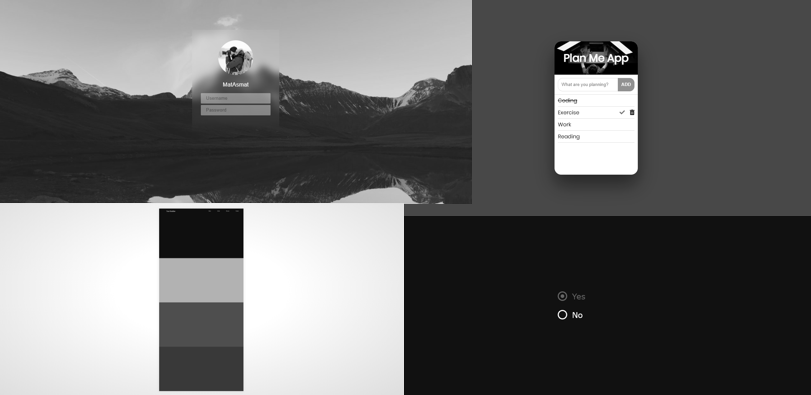 MatAsmat
Username
Password
Plan Me App
What are you planning?
ADD
Coding
Exercise
Work
Reading
Yes
No